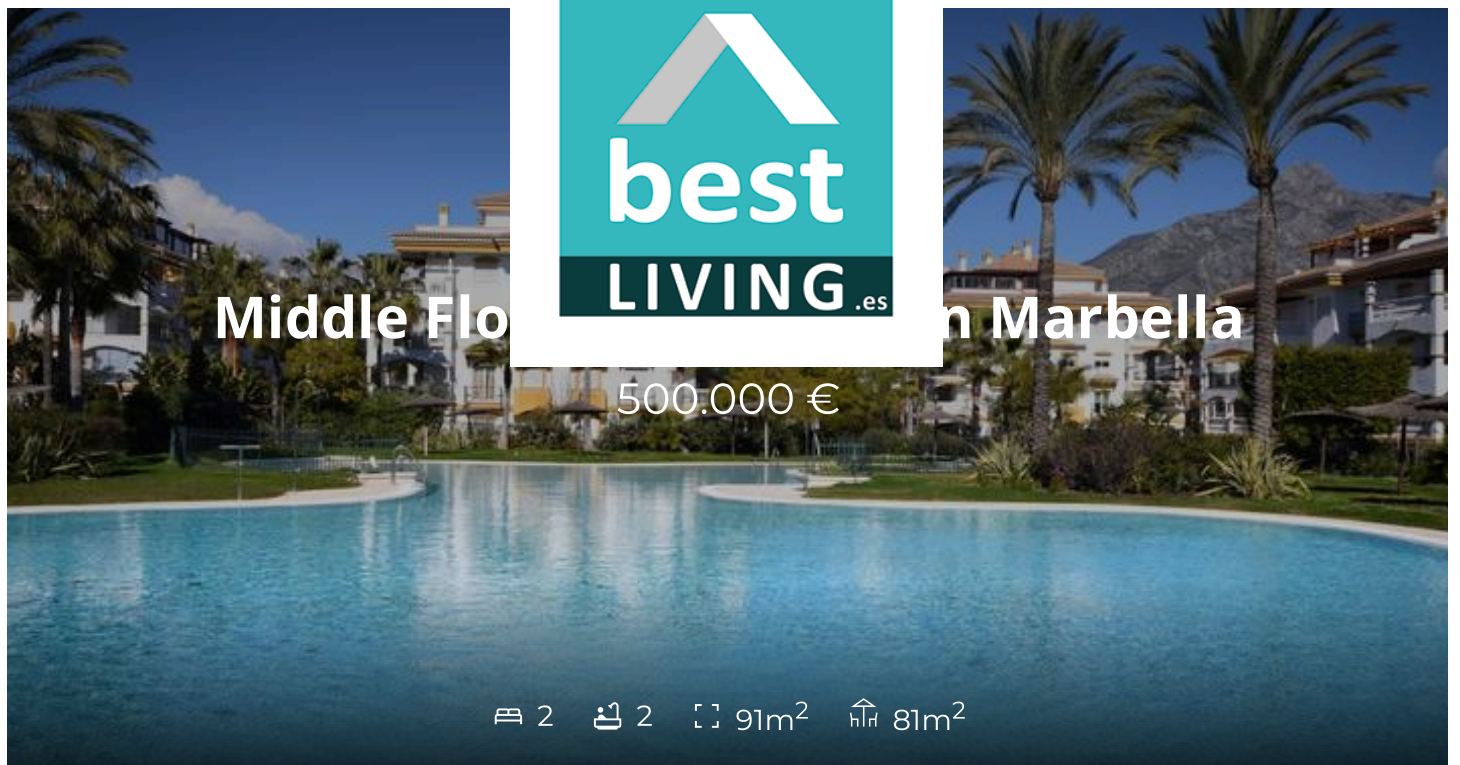 best
LIVING.es
Middle Flo n Marbella
500.000 €
2 2 91m² 81m²